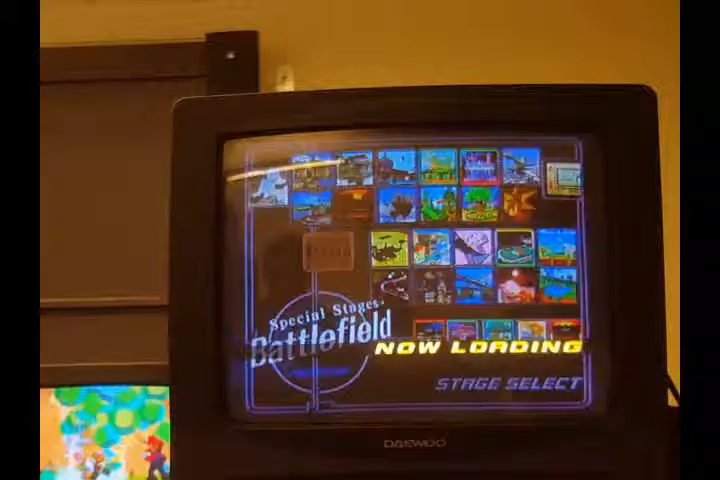 Special Stages
Battlefield
NOW LOADING
STAGE SELECT
DAEWOO